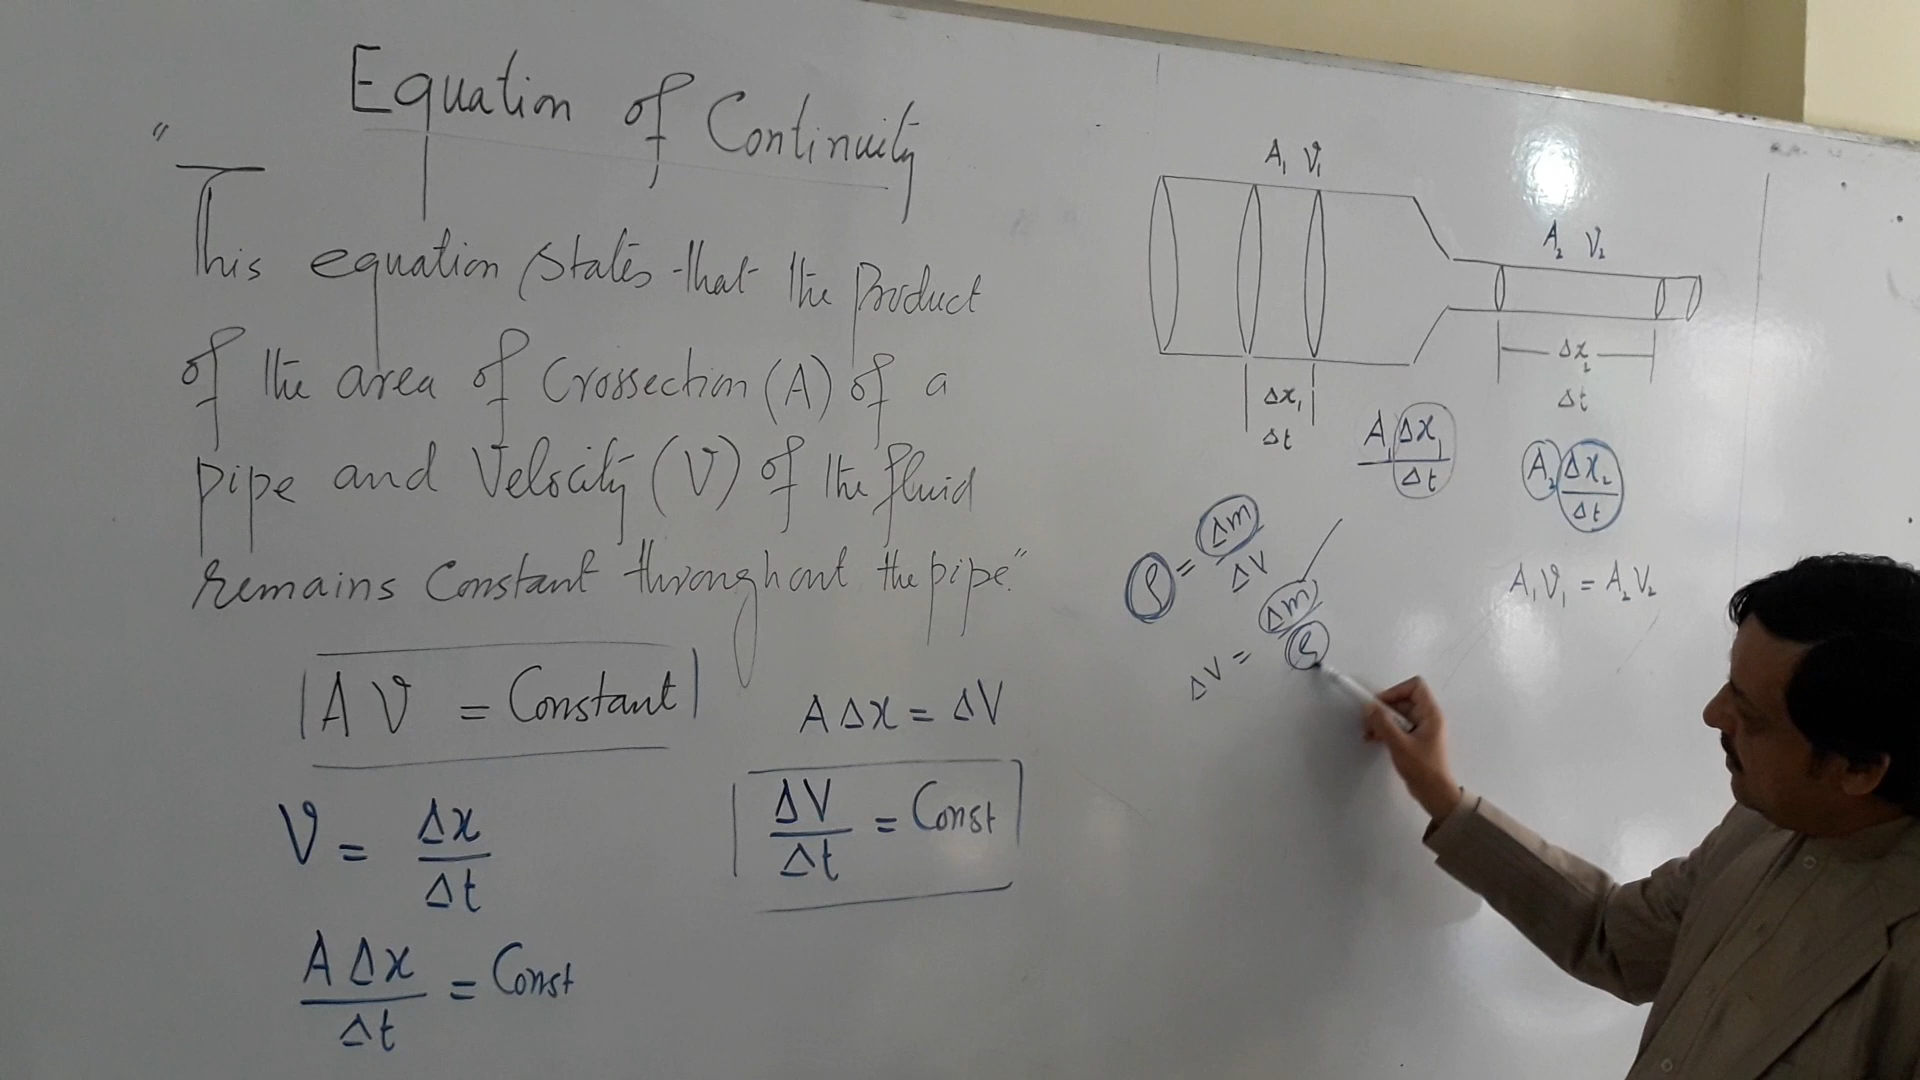 Equation of Continuity
"This equation states that the Product
of the area of Crossection (A) of a
pipe and Velocity (V) of the fluid
remains Constant throughout the pipe."
A V = Constant
V = Δx/Δt
A Δx/Δt = Const
A Δx = ΔV
ΔV/Δt = Const
A₁ V₁
A₂ V₂
Δx₁
Δt
Δx₂
Δt
A₁ Δx₁/Δt
A₂ Δx₂/Δt
ρ = Δm/ΔV
ΔV = Δm/ρ
A₁V₁ = A₂V₂